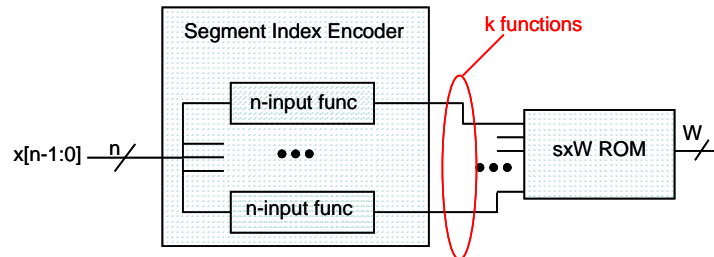 Segment Index Encoder
k functions
n-input func
x[n-1:0]
n
sxW ROM
W
n-input func